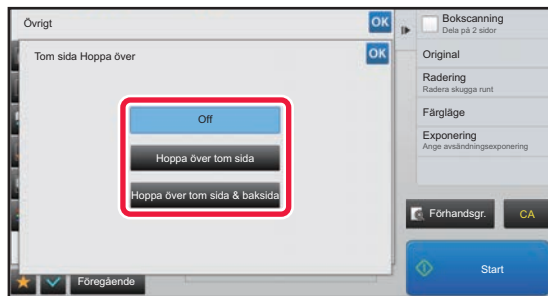 Övrigt
OK
Tom sida Hoppa över
OK
Off
Hoppa över tom sida
Hoppa över tom sida & baksida
Föregående
Bokscanning
Dela på 2 sidor
Original
Radering
Radera skugga runt
Färgläge
Exponering
Ange avsändningsexponering
Förhandsgr.
CA
Start